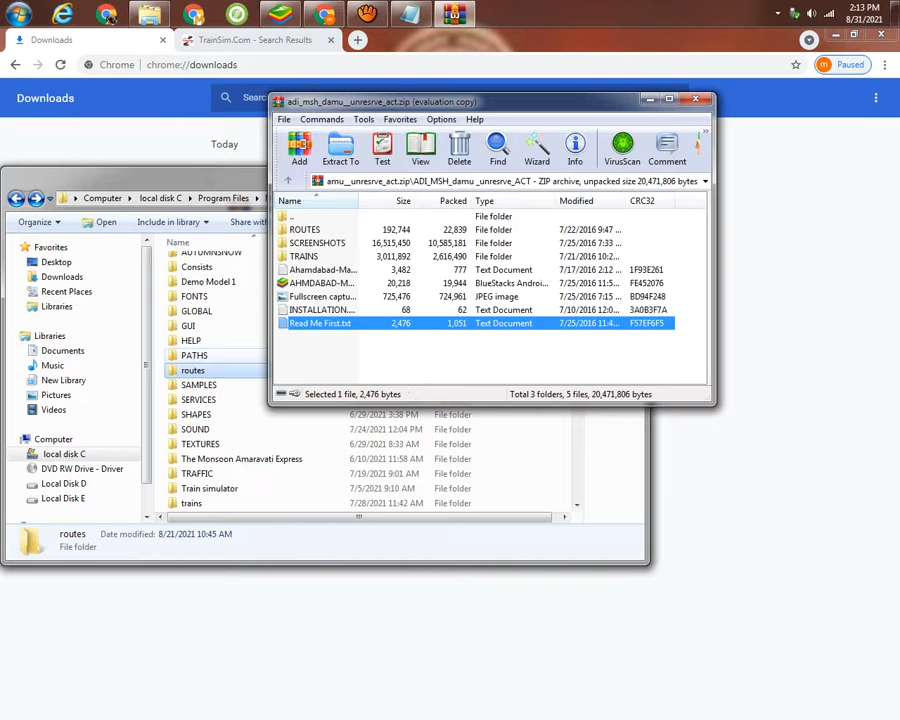 2:13 PM
8/31/2021
Downloads
TrainSim.Com - Search Results
Chrome | chrome://downloads
Paused
Downloads
Today
adi_msh_damu__unresrve_act.zip (evaluation copy)
File Commands Tools Favorites Options Help
Add Extract To Test View Delete Find Wizard Info VirusScan Comment
amu__unresrve_act.zip\ADI_MSH_damu _unresrve_ACT - ZIP archive, unpacked size 20,471,806 bytes
Name Size Packed Type Modified CRC32
.. File folder
ROUTES 192,744 22,839 File folder 7/22/2016 9:47 ...
SCREENSHOTS 16,515,450 10,585,181 File folder 7/25/2016 7:33 ...
TRAINS 3,011,892 2,616,490 File folder 7/21/2016 10:2...
Ahamdabad-Ma... 3,482 777 Text Document 7/17/2016 2:12 ... 1F93E261
AHMDABAD-M... 20,218 19,944 BlueStacks Androi... 7/25/2016 11:5... FE452076
Fullscreen captu... 725,476 724,961 JPEG image 7/25/2016 7:15 ... BD94F248
INSTALLATION.... 68 62 Text Document 7/10/2016 12:0... 3A0B3F7A
Read Me First.txt 2,476 1,051 Text Document 7/25/2016 11:4... F57EF6F5
Selected 1 file, 2,476 bytes
Total 3 folders, 5 files, 20,471,806 bytes
Computer local disk C Program Files
Organize Open Include in library Share with
Favorites
Desktop
Downloads
Recent Places
Libraries
Libraries
Documents
Music
New Library
Pictures
Videos
Computer
local disk C
DVD RW Drive - Driver
Local Disk D
Local Disk E
Name
AUTUMNSNOW
Consists
Demo Model 1
FONTS
GLOBAL
GUI
HELP
PATHS
routes
SAMPLES
SERVICES
SHAPES 6/29/2021 3:38 PM File folder
SOUND 7/24/2021 12:04 PM File folder
TEXTURES 6/29/2021 8:33 AM File folder
The Monsoon Amaravati Express 6/10/2021 11:58 AM File folder
TRAFFIC 7/19/2021 9:01 AM File folder
Train simulator 7/5/2021 9:10 AM File folder
trains 7/28/2021 11:42 AM File folder
routes Date modified: 8/21/2021 10:45 AM
File folder